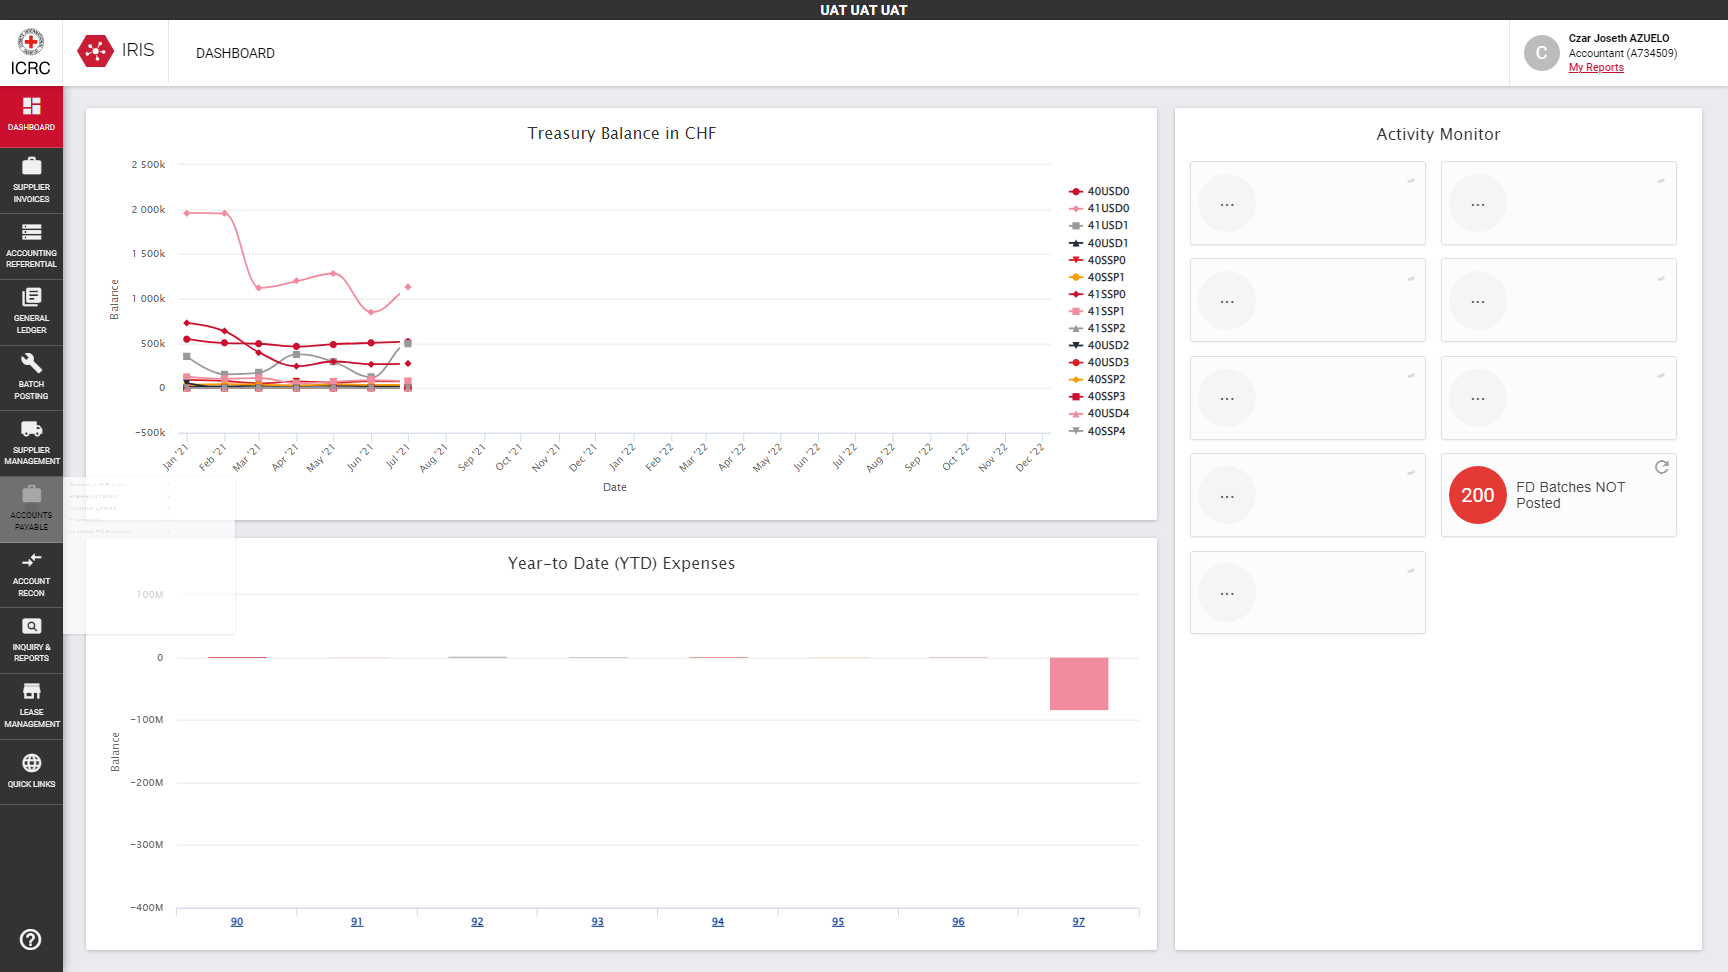 UAT UAT UAT
ICRC
IRIS
DASHBOARD
C
Czar Joseth AZUELO
Accountant (A734509)
My Reports
DASHBOARD
SUPPLIER
INVOICES
ACCOUNTING
REFERENTIAL
GENERAL
LEDGER
BATCH
POSTING
SUPPLIER
MANAGEMENT
ACCOUNTS
PAYABLE
ACCOUNT
RECON
INQUIRY &
REPORTS
LEASE
MANAGEMENT
QUICK LINKS
Treasury Balance in CHF
2 500k
2 000k
1 500k
1 000k
500k
0
-500k
Balance
Jan '21
Feb '21
Mar '21
Apr '21
May '21
Jun '21
Jul '21
Aug '21
Sep '21
Oct '21
Nov '21
Dec '21
Jan '22
Feb '22
Mar '22
Apr '22
May '22
Jun '22
Jul '22
Aug '22
Sep '22
Oct '22
Nov '22
Dec '22
Date
40USD0
41USD0
41USD1
40USD1
40SSP0
40SSP1
41SSP0
41SSP1
41SSP2
40USD2
40USD3
40SSP2
40SSP3
40USD4
40SSP4
Year-to Date (YTD) Expenses
100M
0
-100M
-200M
-300M
-400M
Balance
90
91
92
93
94
95
96
97
Activity Monitor
...
...
...
...
...
...
...
200
FD Batches NOT
Posted
...